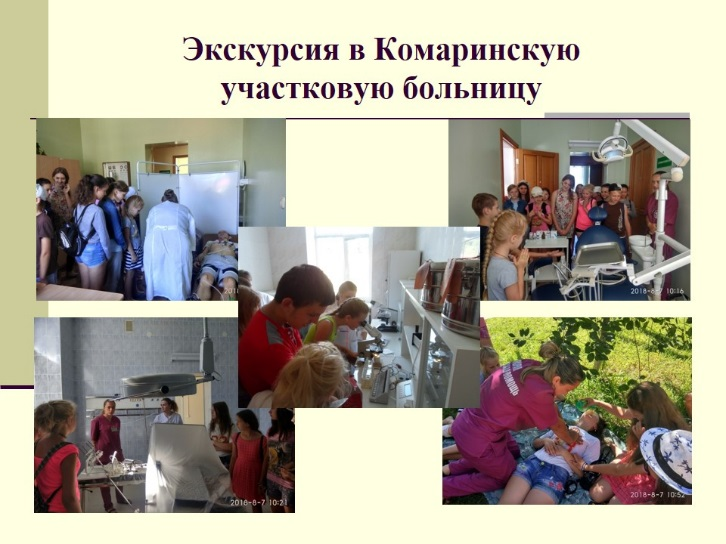 Экскурсия в Комаринскую
участковую больницу
2018-8-7 10:16
2018-8-7 10:21
2018-8-7 10:52